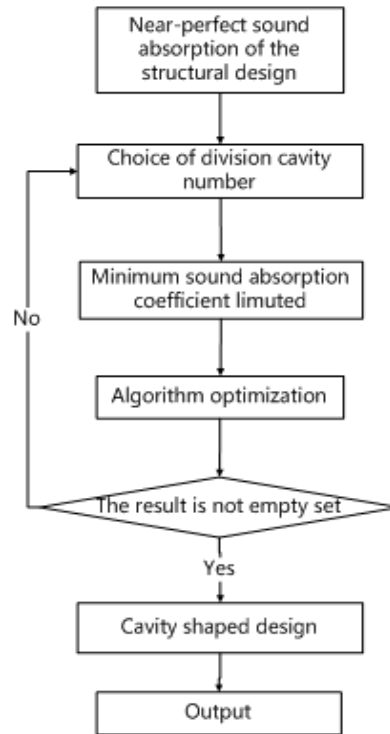 Near-perfect sound
absorption of the
structural design
Choice of division cavity
number
Minimum sound absorption
coefficient limuted
No
Algorithm optimization
The result is not empty set
Yes
Cavity shaped design
Output